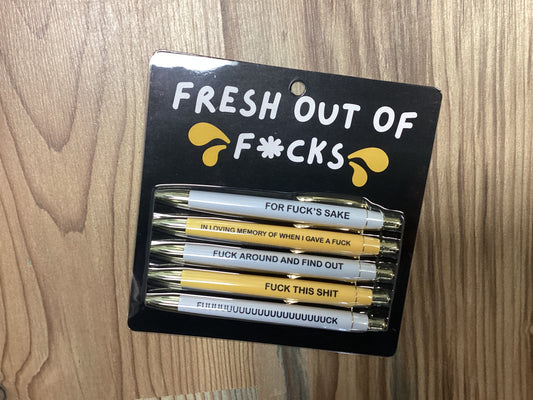 FRESH OUT OF
F*CKS
FOR FUCK'S SAKE
IN LOVING MEMORY OF WHEN I GAVE A FUCK
FUCK AROUND AND FIND OUT
FUCK THIS SHIT
FUUUUUUUUUUUUUUUUUUUUCK